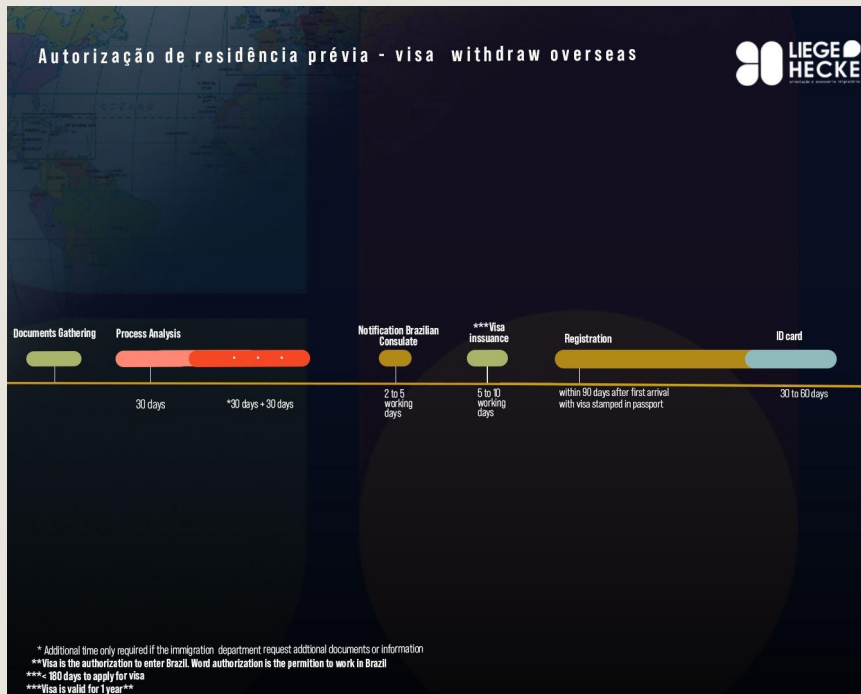 Autorização de residência prévia - visa withdraw overseas
LIEGE
HECKE
Documents Gathering
Process Analysis
Notification Brazilian
Consulate
***Visa
inssuance
Registration
ID card
30 days
*30 days + 30 days
2 to 5
working
days
5 to 10
working
days
within 90 days after first arrival
with visa stamped in passport
30 to 60 days
* Additional time only required if the immigration department request addtional documents or information
**Visa is the authorization to enter Brazil. Word authorization is the permition to work in Brazil
***< 180 days to apply for visa
***Visa is valid for 1 year**